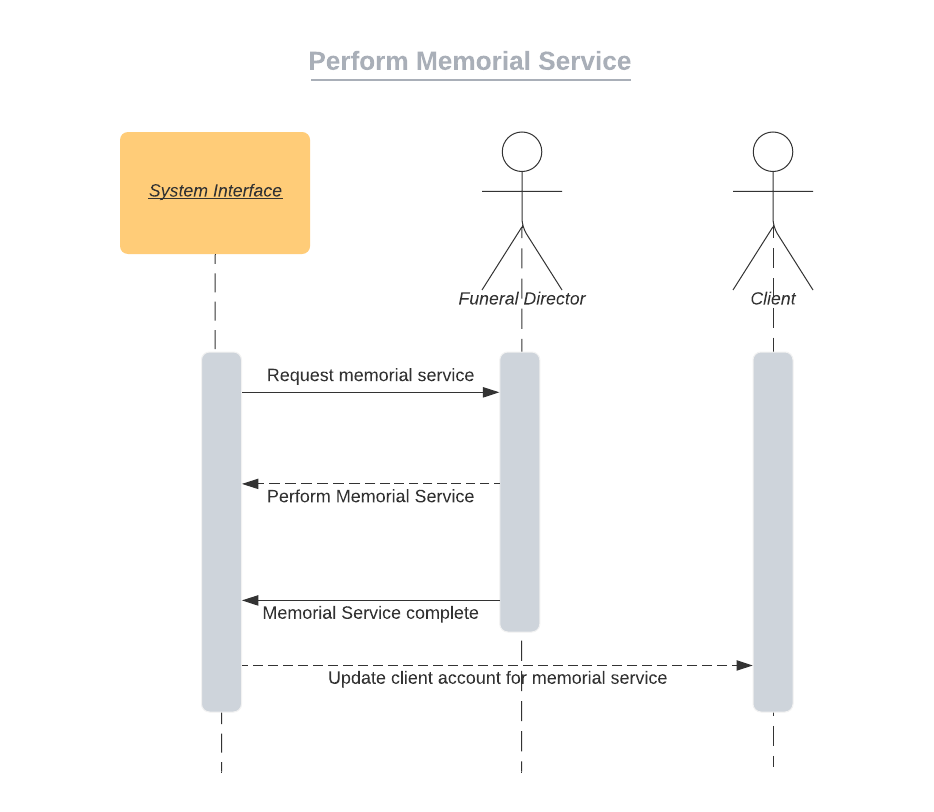 Perform Memorial Service
System Interface
Funeral Director
Client
Request memorial service
Perform Memorial Service
Memorial Service complete
Update client account for memorial service